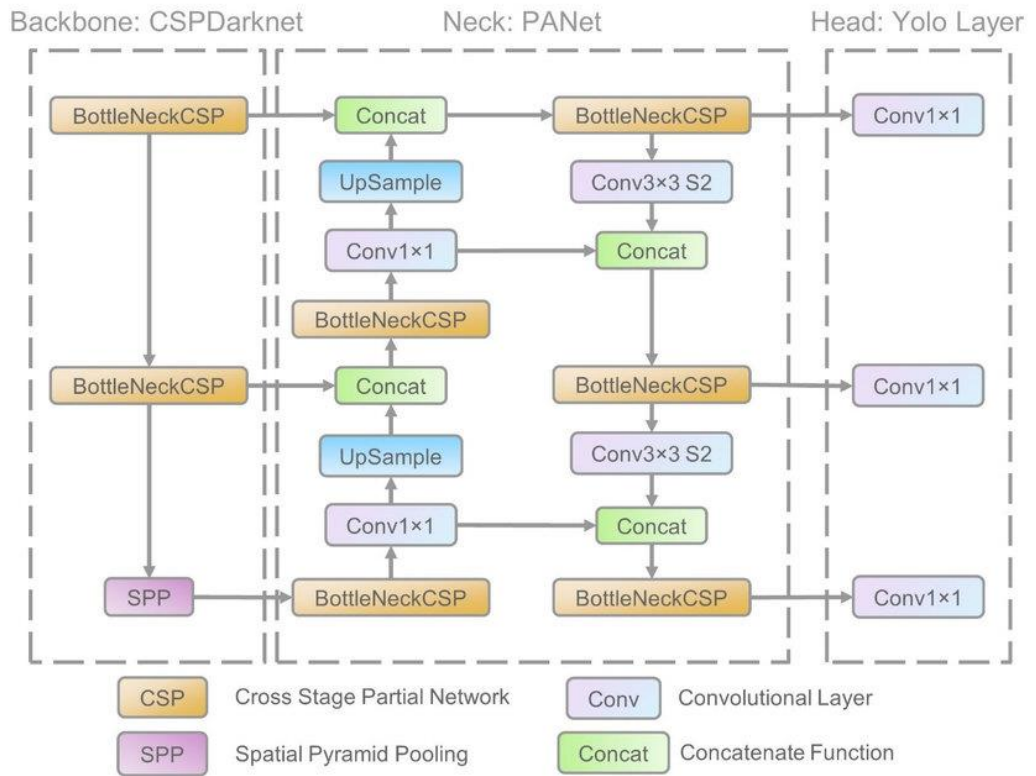 Backbone: CSPDarknet
Neck: PANet
Head: Yolo Layer
BottleNeckCSP
Concat
BottleNeckCSP
Conv1×1
UpSample
Conv3×3 S2
Conv1×1
Concat
BottleNeckCSP
BottleNeckCSP
Concat
BottleNeckCSP
Conv1×1
UpSample
Conv3×3 S2
Conv1×1
Concat
SPP
BottleNeckCSP
BottleNeckCSP
Conv1×1
CSP
Cross Stage Partial Network
Conv
Convolutional Layer
SPP
Spatial Pyramid Pooling
Concat
Concatenate Function